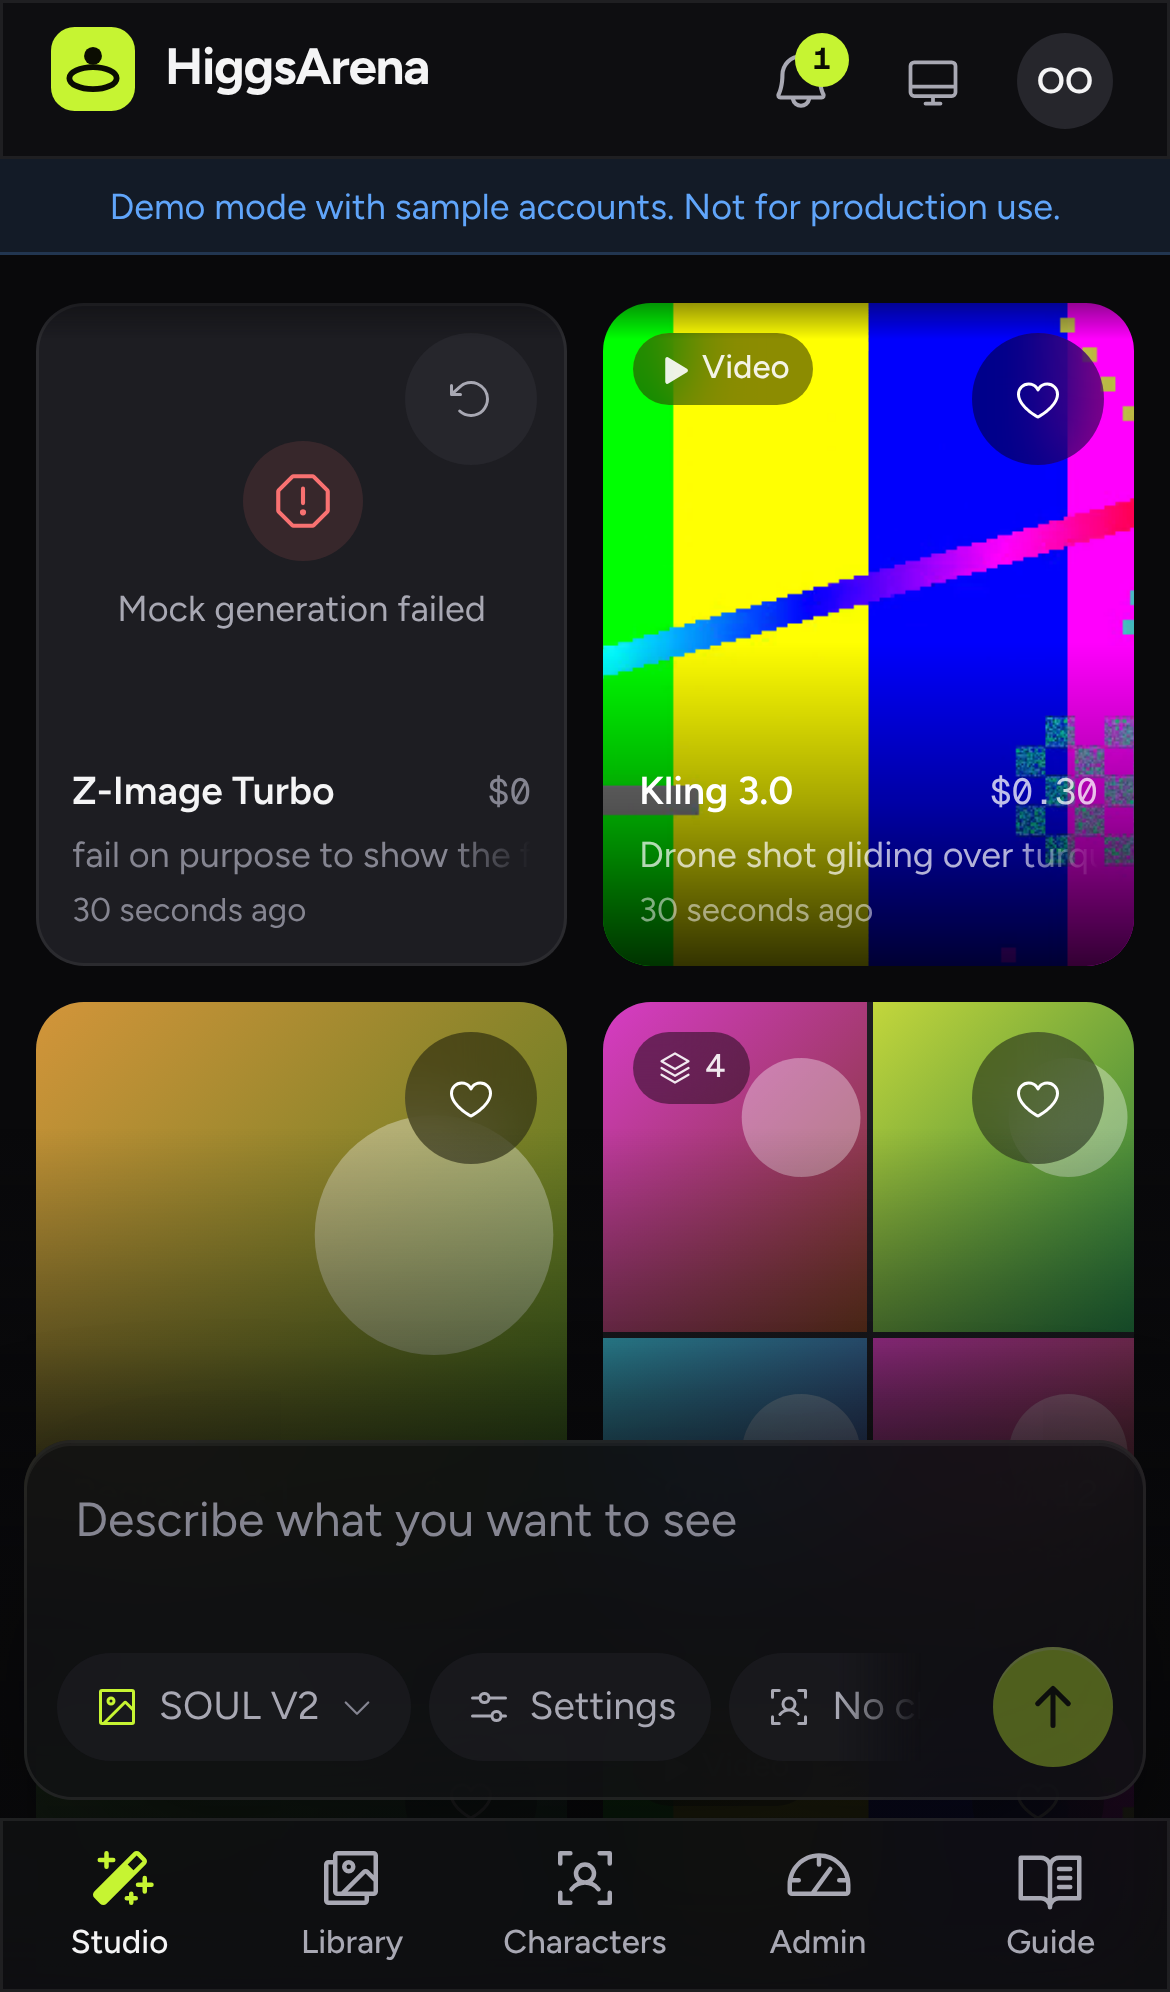 HiggsArena
1
OO
Demo mode with sample accounts. Not for production use.
Mock generation failed
Z-Image Turbo
$0
fail on purpose to show the
30 seconds ago
Video
Kling 3.0
$0.30
Drone shot gliding over turq
30 seconds ago
4
Describe what you want to see
SOUL V2
Settings
No c
Studio
Library
Characters
Admin
Guide